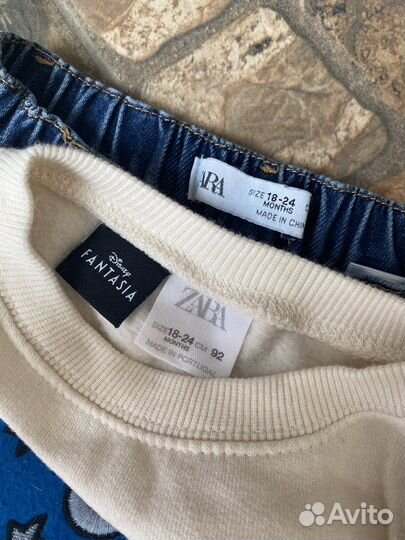 ZARA
SIZE 18-24
MONTHS
MADE IN CHIN
Disney
FANTASIA
ZARA
SIZE 18-24 CM 92
MONTHS
MADE IN PORTUGAL
Avito